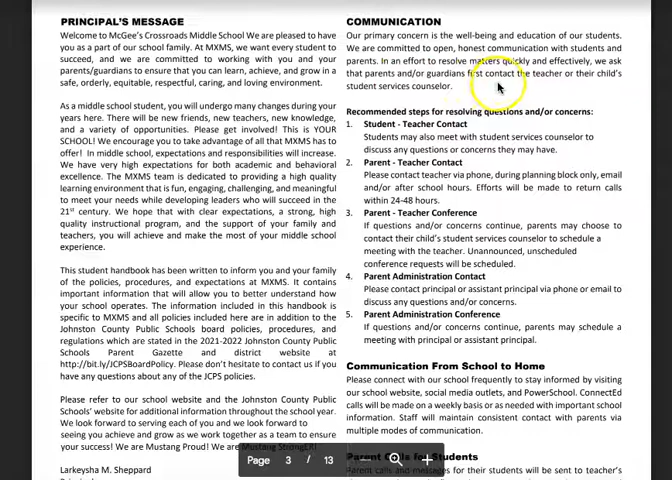 PRINCIPAL'S MESSAGE
Welcome to McGee's Crossroads Middle School We are pleased to have
you as a part of our school family. At MXMS, we want every student to
succeed, and we are committed to working with you and your
parents/guardians to ensure that you can learn, achieve, and grow in a
safe, orderly, equitable, respectful, caring, and loving environment.
As a middle school student, you will undergo many changes during your
years here. There will be new friends, new teachers, new knowledge,
and a variety of opportunities. Please get involved! This is YOUR
SCHOOL! We encourage you to take advantage of all that MXMS has to
offer! In middle school, expectations and responsibilities will increase.
We have very high expectations for both academic and behavioral
excellence. The MXMS team is dedicated to providing a high quality
learning environment that is fun, engaging, challenging, and meaningful
to meet your needs while developing leaders who will succeed in the
21st century. We hope that with clear expectations, a strong, high
quality instructional program, and the support of your family and
teachers, you will achieve and make the most of your middle school
experience.
This student handbook has been written to inform you and your family
of the policies, procedures, and expectations at MXMS. It contains
important information that will allow you to better understand how
your school operates. The information included in this handbook is
specific to MXMS and all policies included here are in addition to the
Johnston County Public Schools board policies, procedures, and
regulations which are stated in the 2021-2022 Johnston County Public
Schools Parent Gazette and district website at
http://bit.ly/JCPSBoardPolicy. Please don't hesitate to contact us if you
have any questions about any of the JCPS policies.
Please refer to our school website and the Johnston County Public
Schools' website for additional information throughout the school year.
We look forward to serving each of you and we look forward to
seeing you achieve and grow as we work together as a team to ensure
your success! We are Mustang Proud! We are Mustang StrongER!
Larkeysha M. Sheppard
COMMUNICATION
Our primary concern is the well-being and education of our students.
We are committed to open, honest communication with students and
parents. In an effort to resolve matters quickly and effectively, we ask
that parents and/or guardians first contact the teacher or their child's
student services counselor.
Recommended steps for resolving questions and/or concerns:
1. Student - Teacher Contact
Students may also meet with student services counselor to
discuss any questions or concerns they may have.
2. Parent - Teacher Contact
Please contact teacher via phone, during planning block only, email
and/or after school hours. Efforts will be made to return calls
within 24-48 hours.
3. Parent - Teacher Conference
If questions and/or concerns continue, parents may choose to
contact their child's student services counselor to schedule a
meeting with the teacher. Unannounced, unscheduled
conference requests will be scheduled.
4. Parent Administration Contact
Please contact principal or assistant principal via phone or email to
discuss any questions and/or concerns.
5. Parent Administration Conference
If questions and/or concerns continue, parents may schedule a
meeting with principal or assistant principal.
Communication From School to Home
Please connect with our school frequently to stay informed by visiting
our school website, social media outlets, and PowerSchool. ConnectEd
calls will be made on a weekly basis or as needed with important school
information. Staff will maintain consistent contact with parents via
multiple modes of communication.
Parent Calls for Students
Parent calls and messages for their students will be sent to teacher's
Page 3 / 13